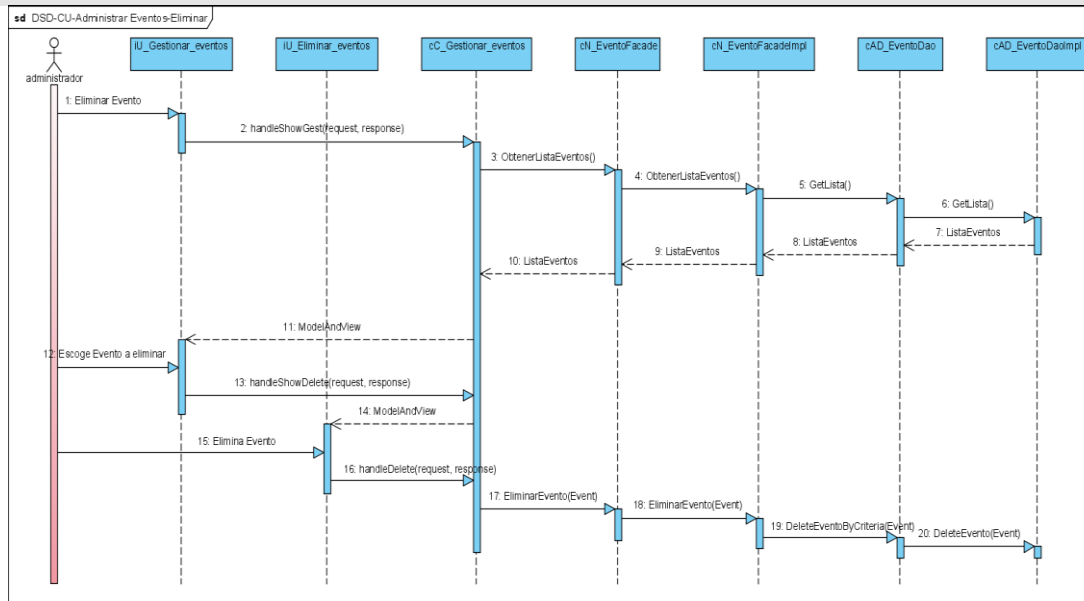 sd DSD-CU-Administrar Eventos-Eliminar
administrador
iU_Gestionar_eventos
iU_Eliminar_eventos
cC_Gestionar_eventos
cN_EventoFacade
cN_EventoFacadeImpl
cAD_EventoDao
cAD_EventoDaoImpl
1: Eliminar Evento
2: handleShowGest(request, response)
3: ObtenerListaEventos()
4: ObtenerListaEventos()
5: GetLista()
6: GetLista()
7: ListaEventos
8: ListaEventos
9: ListaEventos
10: ListaEventos
11: ModelAndView
12: Escoge Evento a eliminar
13: handleShowDelete(request, response)
14: ModelAndView
15: Elimina Evento
16: handleDelete(request, response)
17: EliminarEvento(Event)
18: EliminarEvento(Event)
19: DeleteEventoByCriteria(Event)
20: DeleteEvento(Event)